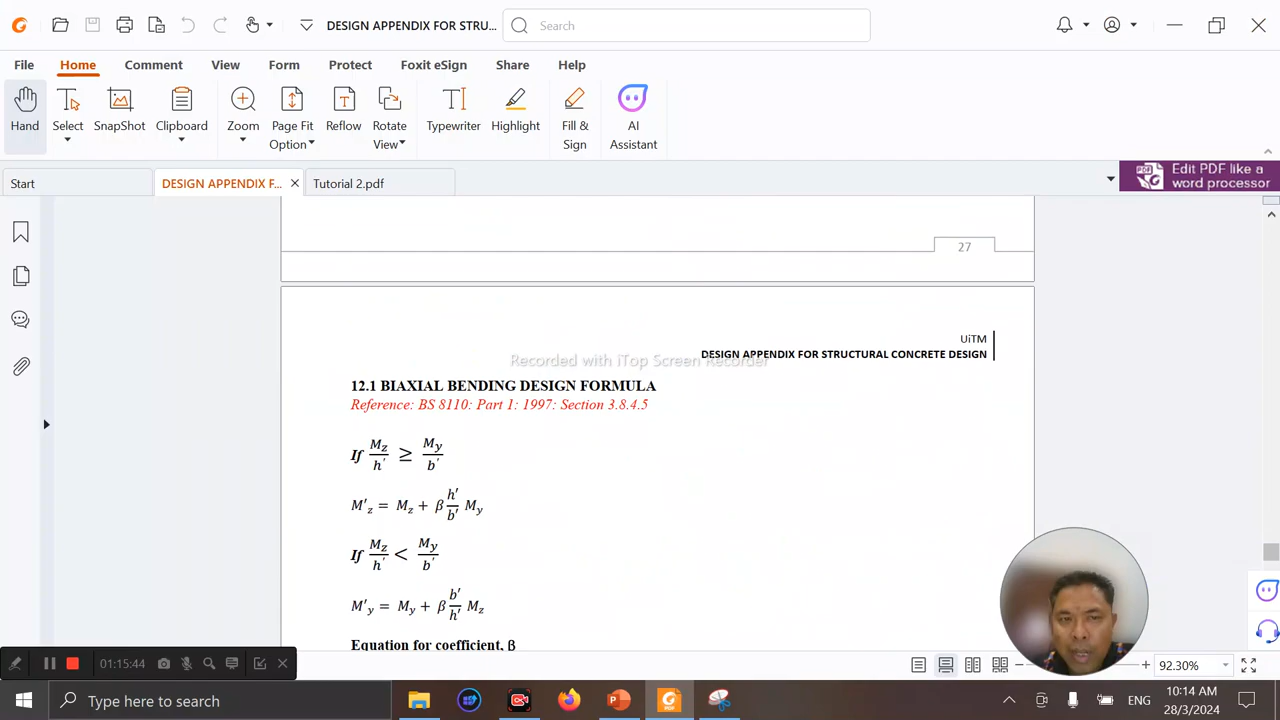 DESIGN APPENDIX FOR STRU...
Search
File Home Comment View Form Protect Foxit eSign Share Help
Hand Select SnapShot Clipboard Zoom Page Fit Option Reflow Rotate View Typewriter Highlight Fill & Sign AI Assistant
Start DESIGN APPENDIX F... Tutorial 2.pdf
Edit PDF like a
word processor
27
UiTM
DESIGN APPENDIX FOR STRUCTURAL CONCRETE DESIGN
Recorded with iTop Screen Recorder
12.1 BIAXIAL BENDING DESIGN FORMULA
Reference: BS 8110: Part 1: 1997: Section 3.8.4.5
If Mz/h' ≥ My/b'
M'z = Mz + β h'/b' My
If Mz/h' < My/b'
M'y = My + β b'/h' Mz
Equation for coefficient, β
01:15:44
92.30%
Type here to search
ENG
10:14 AM
28/3/2024